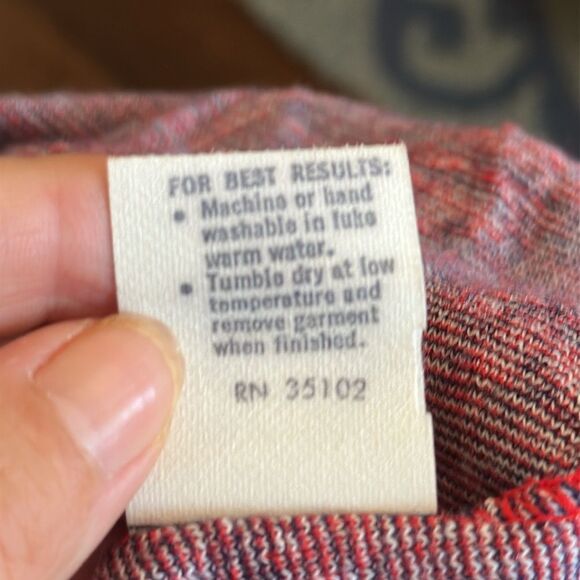 FOR BEST RESULTS:
• Machine or hand
washable in luke
warm water.
• Tumble dry at low
temperature and
remove garment
when finished.
RN 35102